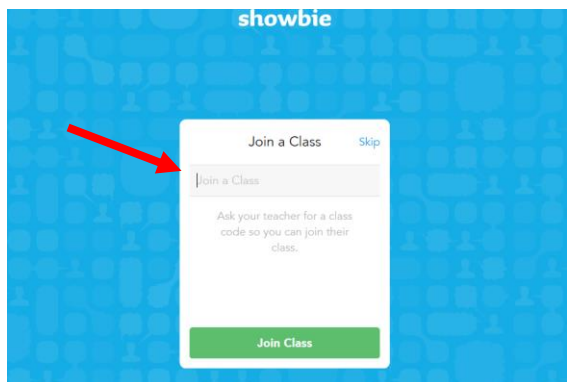 showbie
Join a Class
Skip
Join a Class
Ask your teacher for a class
code so you can join their
class.
Join Class